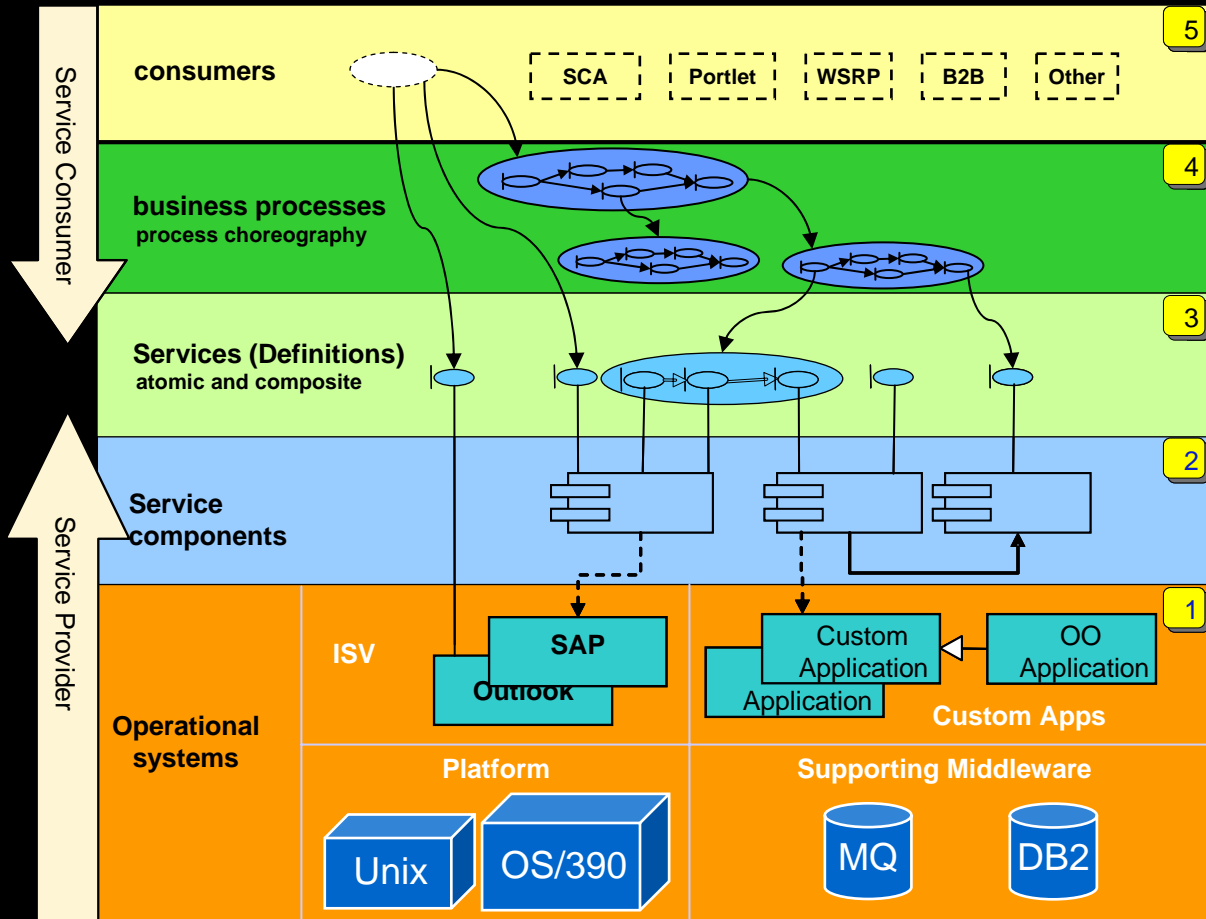 Service Consumer
Service Provider
5
consumers
SCA
Portlet
WSRP
B2B
Other
4
business processes
process choreography
3
Services (Definitions)
atomic and composite
2
Service
components
1
ISV
SAP
Outlook
Custom
Application
Application
OO
Application
Custom Apps
Operational
systems
Platform
Supporting Middleware
Unix
OS/390
MQ
DB2